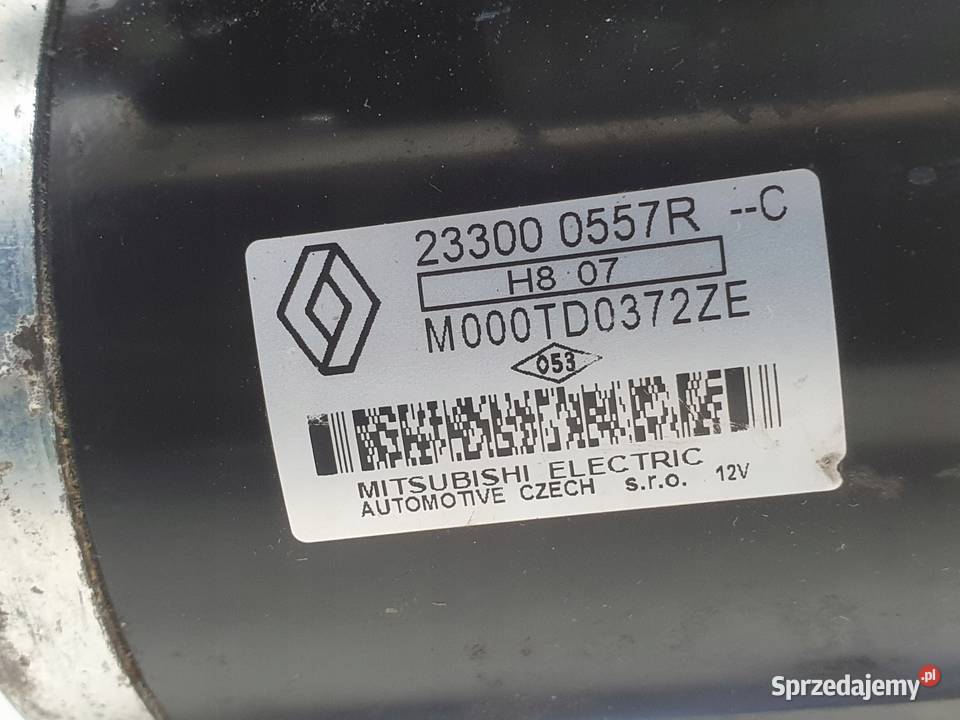 23300 0557R --C
H8 07
M000TD0372ZE
053
MITSUBISHI ELECTRIC
AUTOMOTIVE CZECH s.r.o. 12V
Sprzedajemy.pl